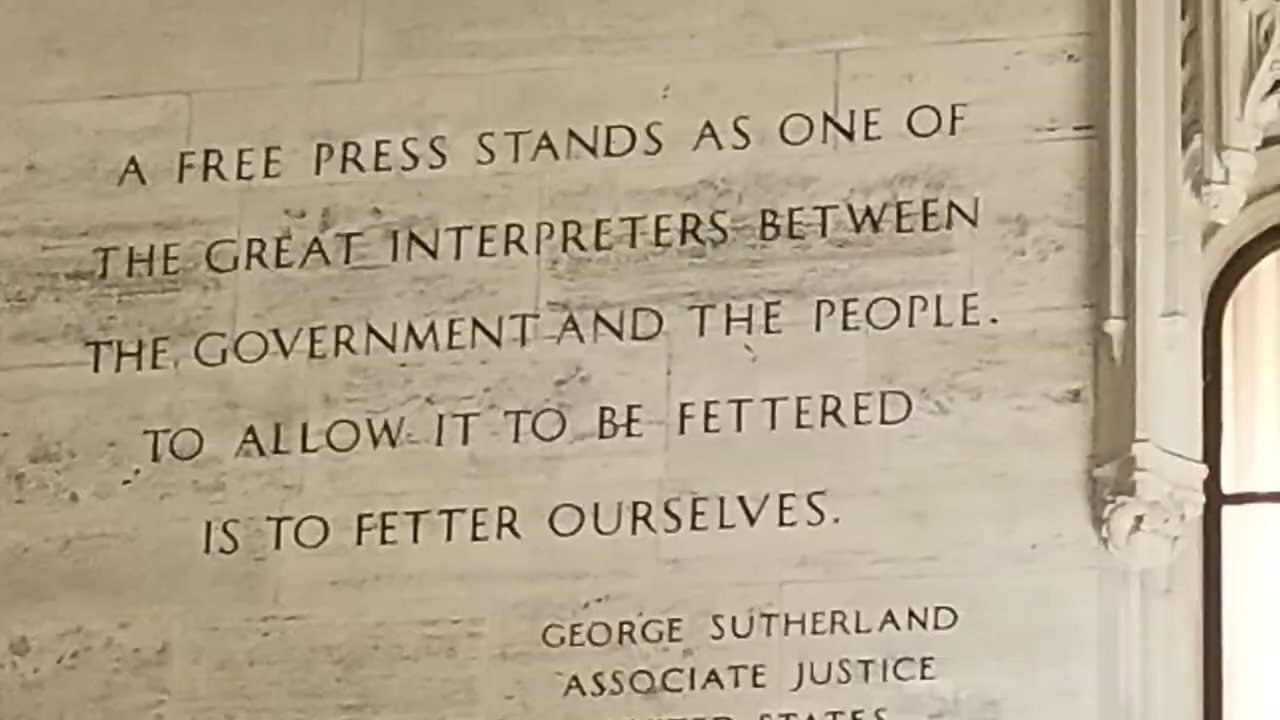 A FREE PRESS STANDS AS ONE OF
THE GREAT INTERPRETERS BETWEEN
THE GOVERNMENT AND THE PEOPLE.
TO ALLOW IT TO BE FETTERED
IS TO FETTER OURSELVES.
GEORGE SUTHERLAND
ASSOCIATE JUSTICE
STATES